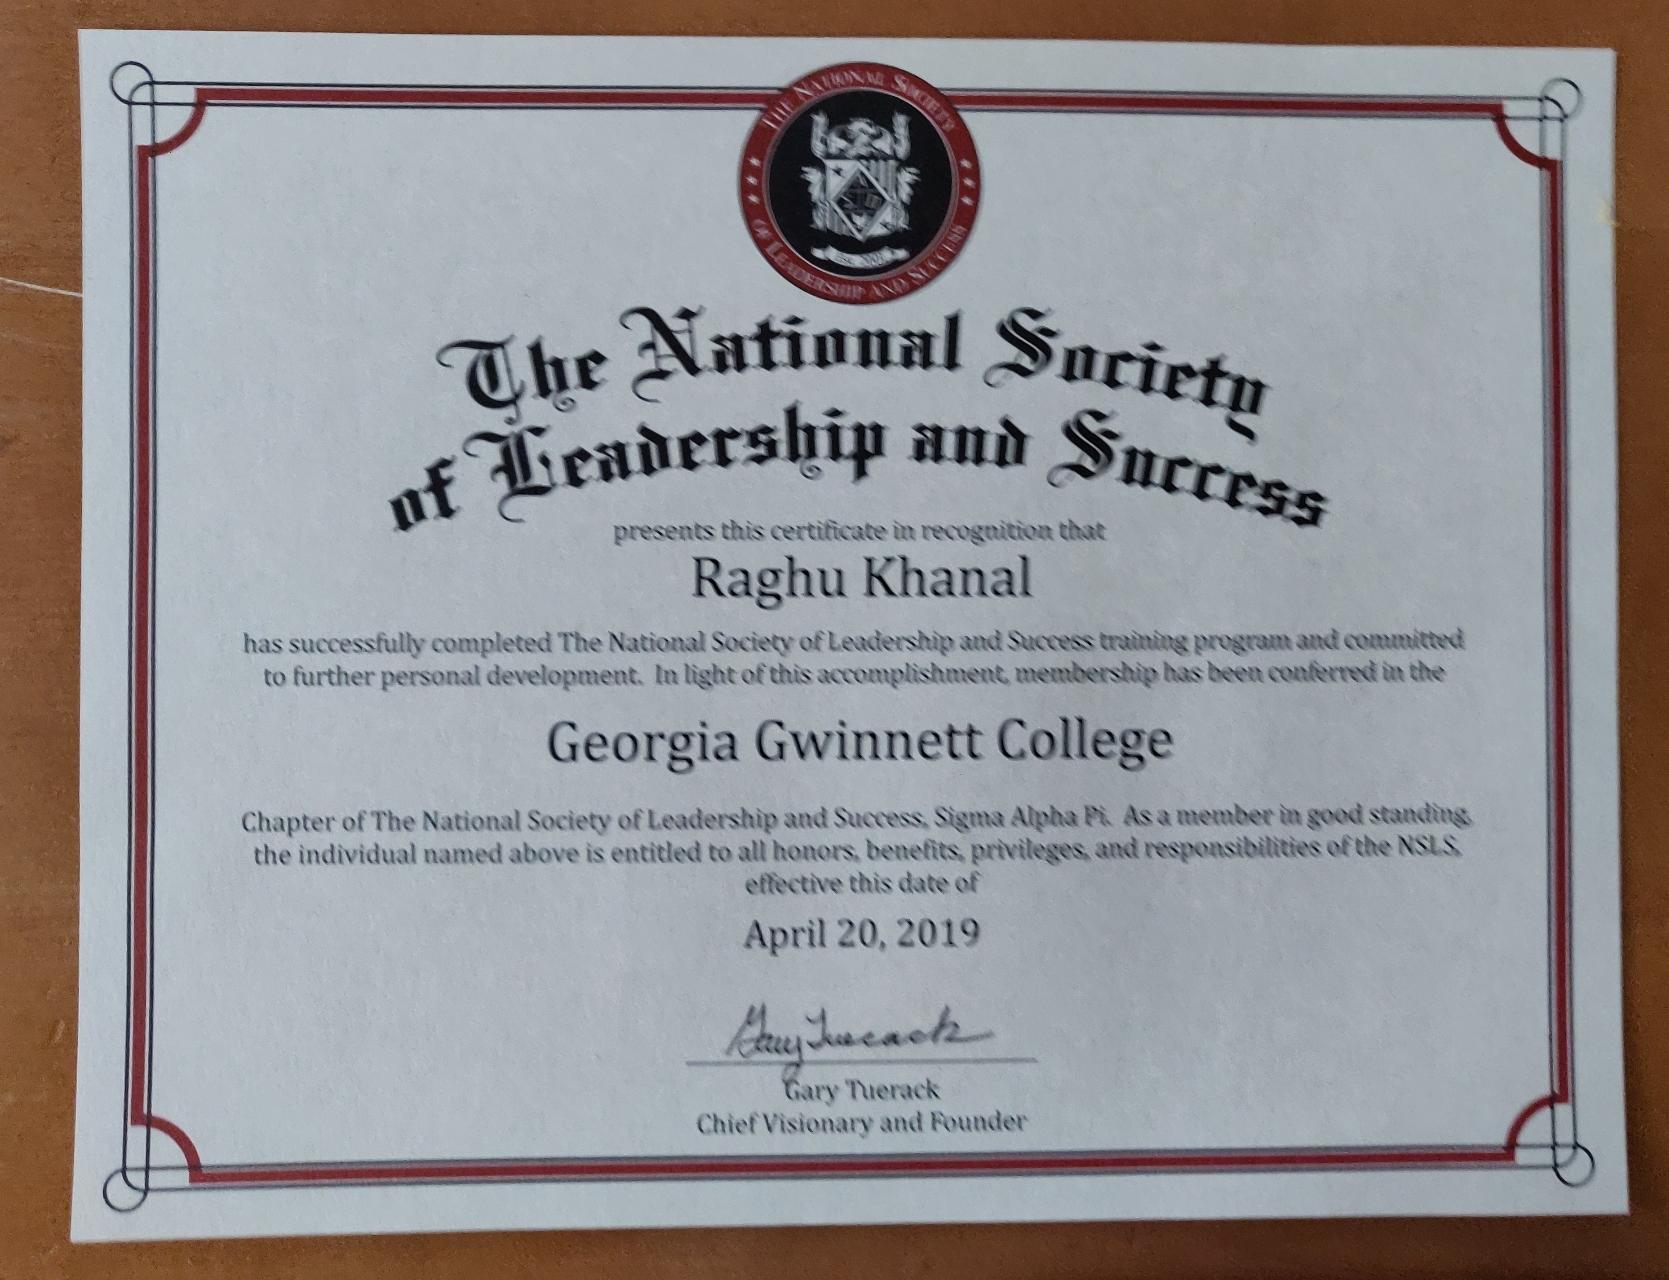 THE NATIONAL SOCIETY
OF LEADERSHIP AND SUCCESS
Est. 2001
The National Society
of Leadership and Success
presents this certificate in recognition that
Raghu Khanal
has successfully completed The National Society of Leadership and Success training program and committed
to further personal development. In light of this accomplishment, membership has been conferred in the
Georgia Gwinnett College
Chapter of The National Society of Leadership and Success, Sigma Alpha Pi. As a member in good standing,
the individual named above is entitled to all honors, benefits, privileges, and responsibilities of the NSLS,
effective this date of
April 20, 2019
Gary Tuerack
Gary Tuerack
Chief Visionary and Founder